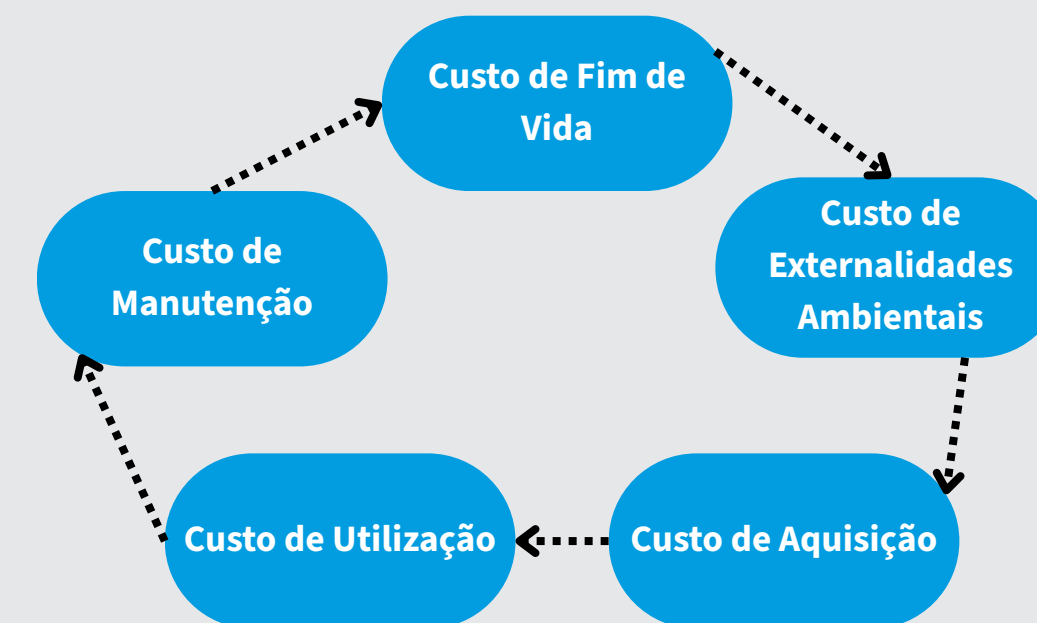 Custo de Fim de
Vida
Custo de
Externalidades
Ambientais
Custo de
Manutenção
Custo de Utilização
Custo de Aquisição